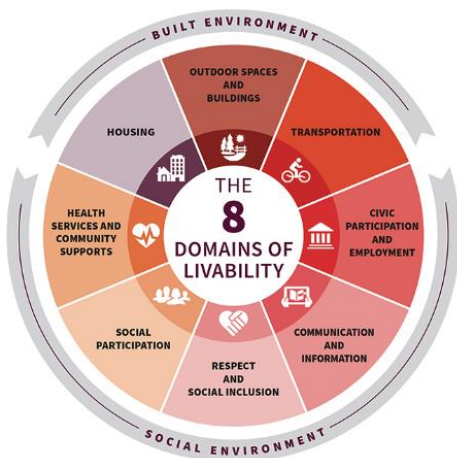 BUILT ENVIRONMENT
OUTDOOR SPACES
AND
BUILDINGS
TRANSPORTATION
CIVIC
PARTICIPATION
AND
EMPLOYMENT
COMMUNICATION
AND
INFORMATION
RESPECT
AND
SOCIAL INCLUSION
SOCIAL
PARTICIPATION
HEALTH
SERVICES AND
COMMUNITY
SUPPORTS
HOUSING
THE
8
DOMAINS OF
LIVABILITY
SOCIAL ENVIRONMENT